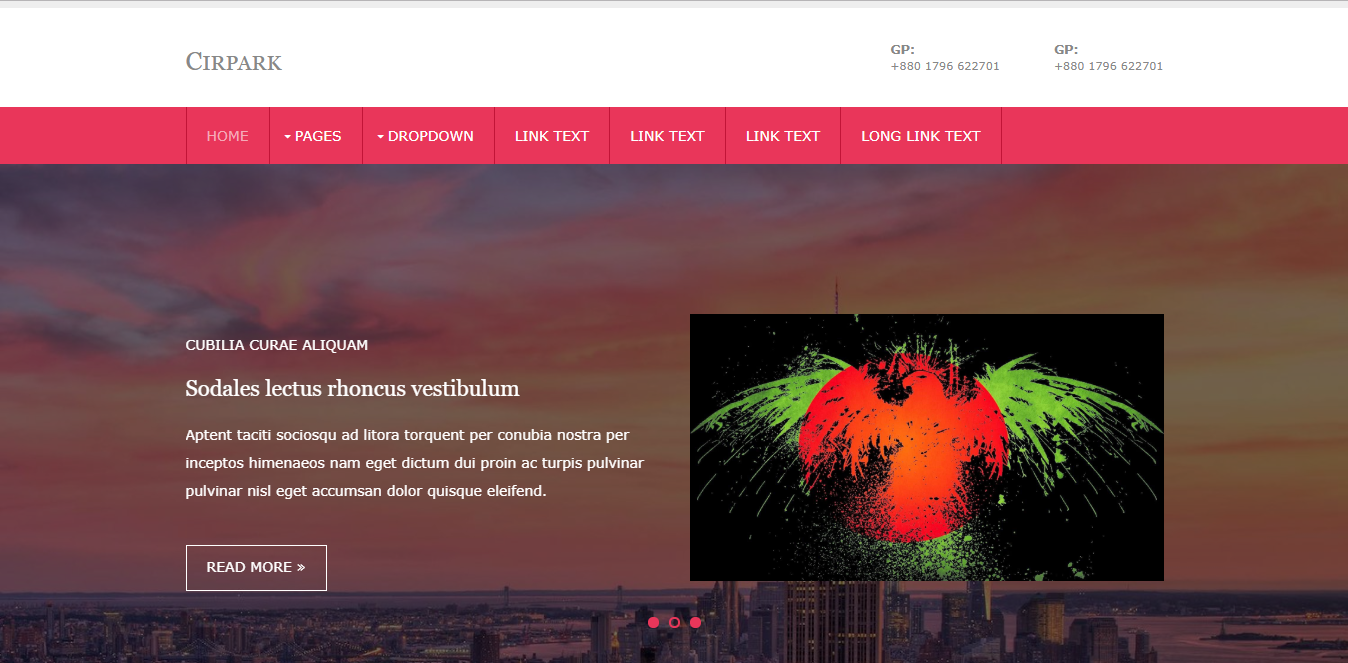 Cirpark
GP:
+880 1796 622701
GP:
+880 1796 622701
HOME
PAGES
DROPDOWN
LINK TEXT
LINK TEXT
LINK TEXT
LONG LINK TEXT
CUBILIA CURAE ALIQUAM
Sodales lectus rhoncus vestibulum
Aptent taciti sociosqu ad litora torquent per conubia nostra per
inceptos himenaeos nam eget dictum dui proin ac turpis pulvinar
pulvinar nisl eget accumsan dolor quisque eleifend.
READ MORE »